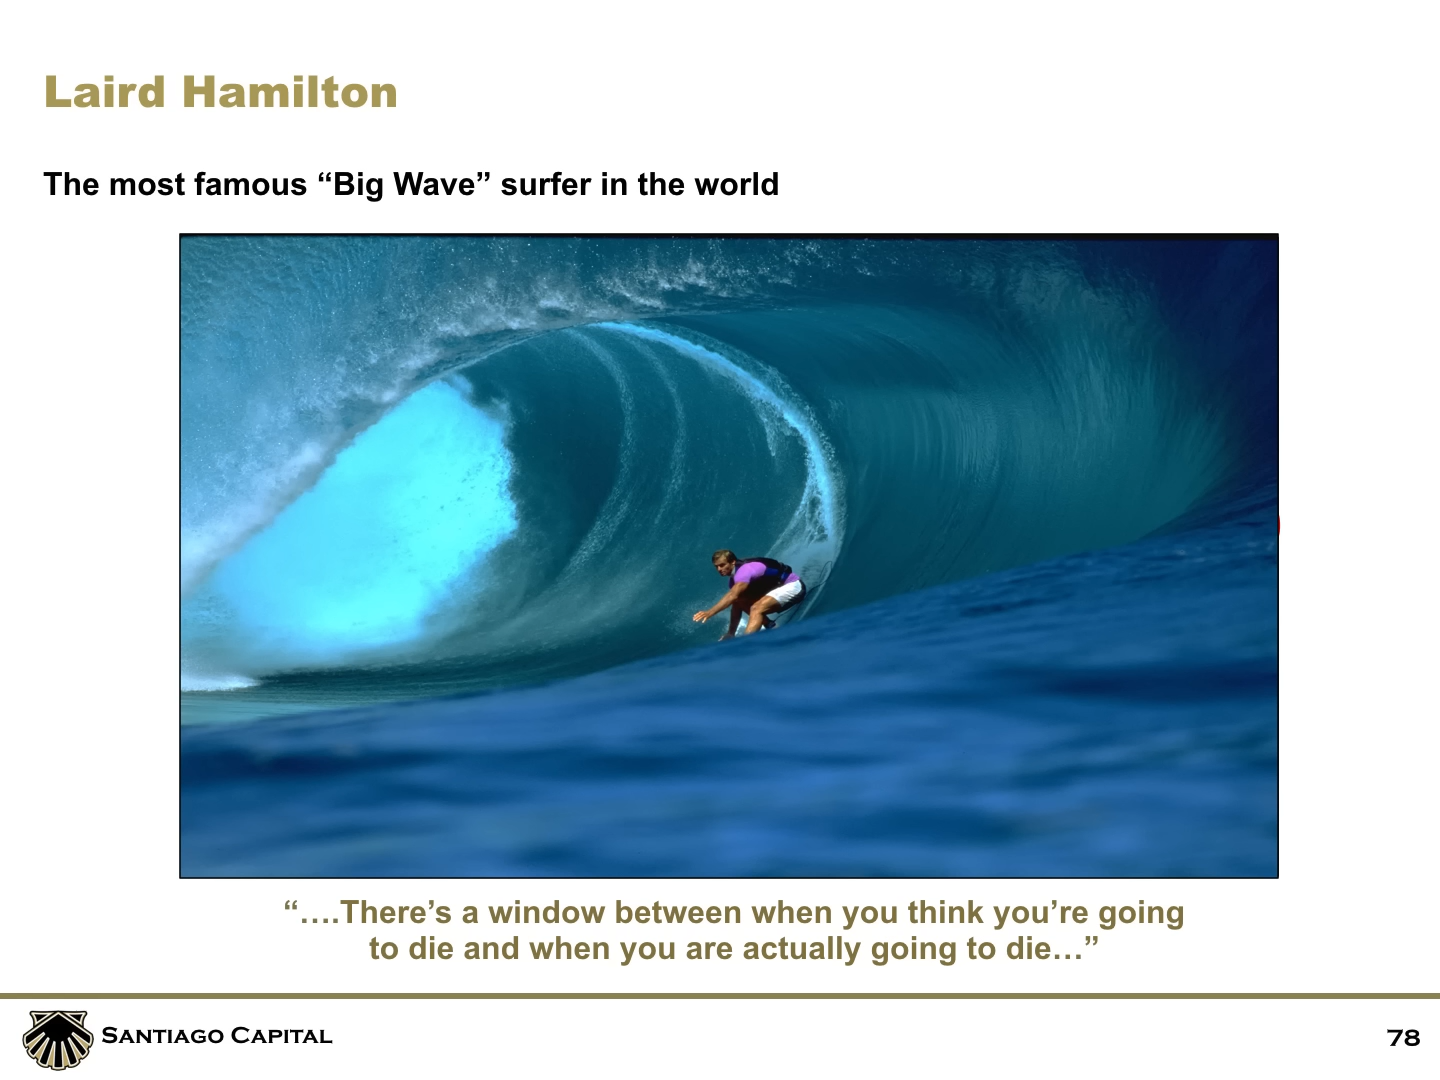 Laird Hamilton
The most famous “Big Wave” surfer in the world
“….There’s a window between when you think you’re going
to die and when you are actually going to die…”
Santiago Capital
78